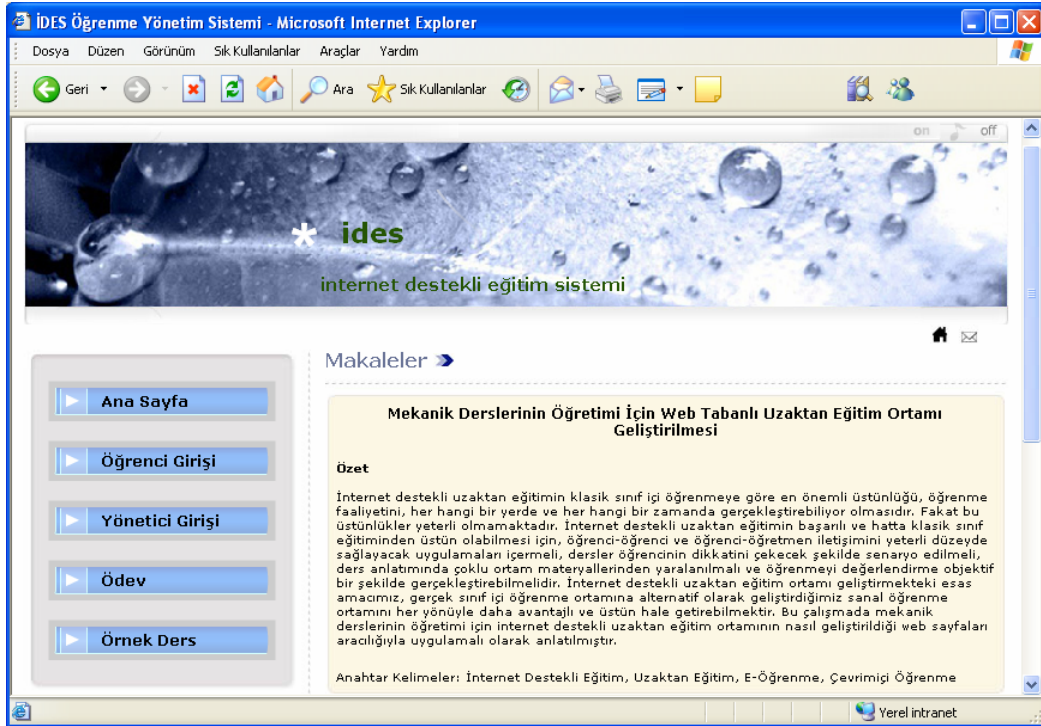 İDES Öğrenme Yönetim Sistemi - Microsoft Internet Explorer
Dosya Düzen Görünüm Sık Kullanılanlar Araçlar Yardım
Geri Ara Sık Kullanılanlar
on off
* ides
internet destekli eğitim sistemi
Makaleler
Ana Sayfa
Öğrenci Girişi
Yönetici Girişi
Ödev
Örnek Ders
Mekanik Derslerinin Öğretimi İçin Web Tabanlı Uzaktan Eğitim Ortamı
Geliştirilmesi
Özet
İnternet destekli uzaktan eğitimin klasik sınıf içi öğrenmeye göre en önemli üstünlüğü, öğrenme
faaliyetini, her hangi bir yerde ve her hangi bir zamanda gerçekleştirebiliyor olmasıdır. Fakat bu
üstünlükler yeterli olmamaktadır. İnternet destekli uzaktan eğitimin başarılı ve hatta klasik sınıf
eğitiminden üstün olabilmesi için, öğrenci-öğrenci ve öğrenci-öğretmen iletişimini yeterli düzeyde
sağlayacak uygulamaları içermeli, dersler öğrencinin dikkatini çekecek şekilde senaryo edilmeli,
ders anlatımında çoklu ortam materyallerinden yaralanılmalı ve öğrenmeyi değerlendirme objektif
bir şekilde gerçekleştirebilmelidir. İnternet destekli uzaktan eğitim ortamı geliştirmekteki esas
amacımız, gerçek sınıf içi öğrenme ortamına alternatif olarak geliştirdiğimiz sanal öğrenme
ortamını her yönüyle daha avantajlı ve üstün hale getirebilmektir. Bu çalışmada mekanik
derslerinin öğretimi için internet destekli uzaktan eğitim ortamının nasıl geliştirildiği web sayfaları
aracılığıyla uygulamalı olarak anlatılmıştır.
Anahtar Kelimeler: İnternet Destekli Eğitim, Uzaktan Eğitim, E-Öğrenme, Çevrimiçi Öğrenme
Yerel intranet